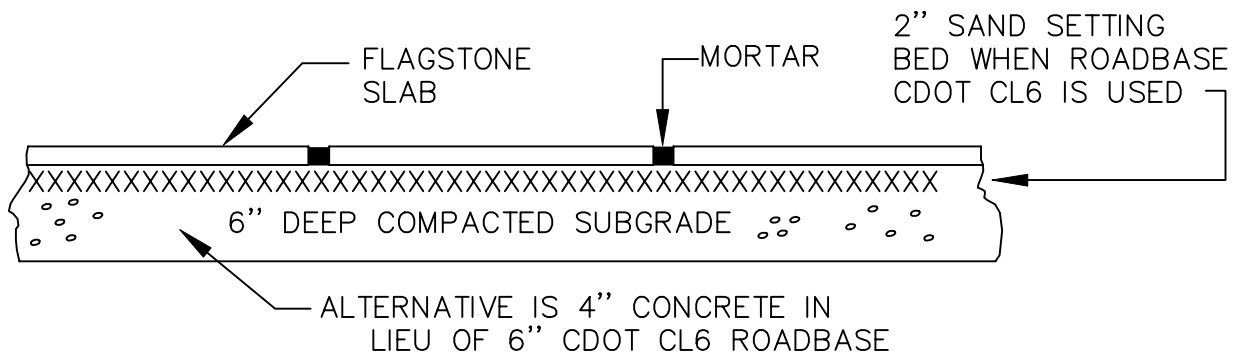 2'' SAND SETTING
BED WHEN ROADBASE
CDOT CL6 IS USED
FLAGSTONE
SLAB
MORTAR
XXXXXXXXXXXXXXXXXXXXXXXXXXXXXXXXXXXXXXXXXXXXXX
6'' DEEP COMPACTED SUBGRADE
ALTERNATIVE IS 4'' CONCRETE IN
LIEU OF 6'' CDOT CL6 ROADBASE